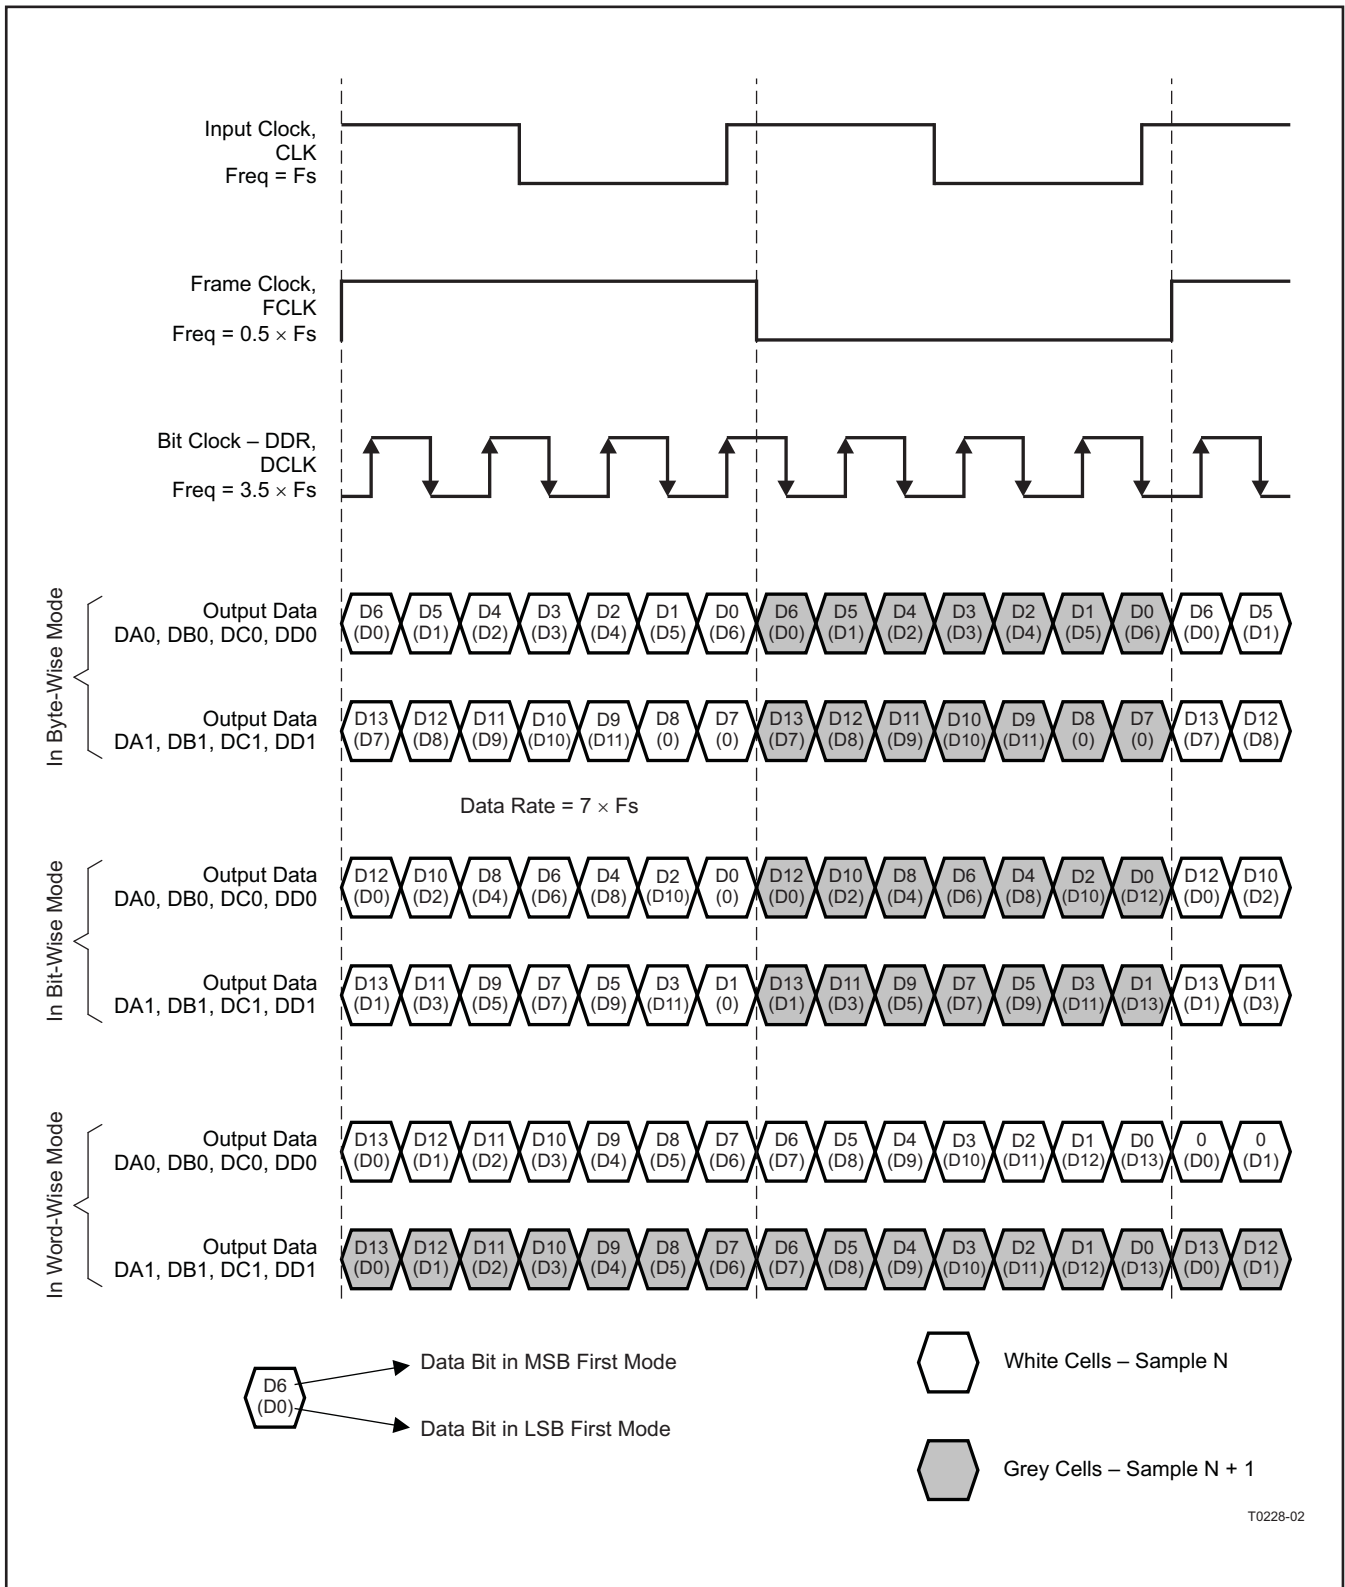 Input Clock,
CLK
Freq = Fs
Frame Clock,
FCLK
Freq = 0.5 × Fs
Bit Clock – DDR,
DCLK
Freq = 3.5 × Fs
In Byte-Wise Mode
Output Data
DA0, DB0, DC0, DD0
D6 D5 D4 D3 D2 D1 D0 D6 D5 D4 D3 D2 D1 D0 D6 D5
(D0) (D1) (D2) (D3) (D4) (D5) (D6) (D0) (D1) (D2) (D3) (D4) (D5) (D6) (D0) (D1)
Output Data
DA1, DB1, DC1, DD1
D13 D12 D11 D10 D9 D8 D7 D13 D12 D11 D10 D9 D8 D7 D13 D12
(D7) (D8) (D9) (D10) (D11) (0) (0) (D7) (D8) (D9) (D10) (D11) (0) (0) (D7) (D8)
Data Rate = 7 × Fs
In Bit-Wise Mode
Output Data
DA0, DB0, DC0, DD0
D12 D10 D8 D6 D4 D2 D0 D12 D10 D8 D6 D4 D2 D0 D12 D10
(D0) (D2) (D4) (D6) (D8) (D10) (0) (D0) (D2) (D4) (D6) (D8) (D10) (D12) (D0) (D2)
Output Data
DA1, DB1, DC1, DD1
D13 D11 D9 D7 D5 D3 D1 D13 D11 D9 D7 D5 D3 D1 D13 D11
(D1) (D3) (D5) (D7) (D9) (D11) (0) (D1) (D3) (D5) (D7) (D9) (D11) (D13) (D1) (D3)
In Word-Wise Mode
Output Data
DA0, DB0, DC0, DD0
D13 D12 D11 D10 D9 D8 D7 D6 D5 D4 D3 D2 D1 D0 0 0
(D0) (D1) (D2) (D3) (D4) (D5) (D6) (D7) (D8) (D9) (D10) (D11) (D12) (D13) (D0) (D1)
Output Data
DA1, DB1, DC1, DD1
D13 D12 D11 D10 D9 D8 D7 D6 D5 D4 D3 D2 D1 D0 D13 D12
(D0) (D1) (D2) (D3) (D4) (D5) (D6) (D7) (D8) (D9) (D10) (D11) (D12) (D13) (D0) (D1)
D6
(D0)
Data Bit in MSB First Mode
Data Bit in LSB First Mode
White Cells – Sample N
Grey Cells – Sample N + 1
T0228-02